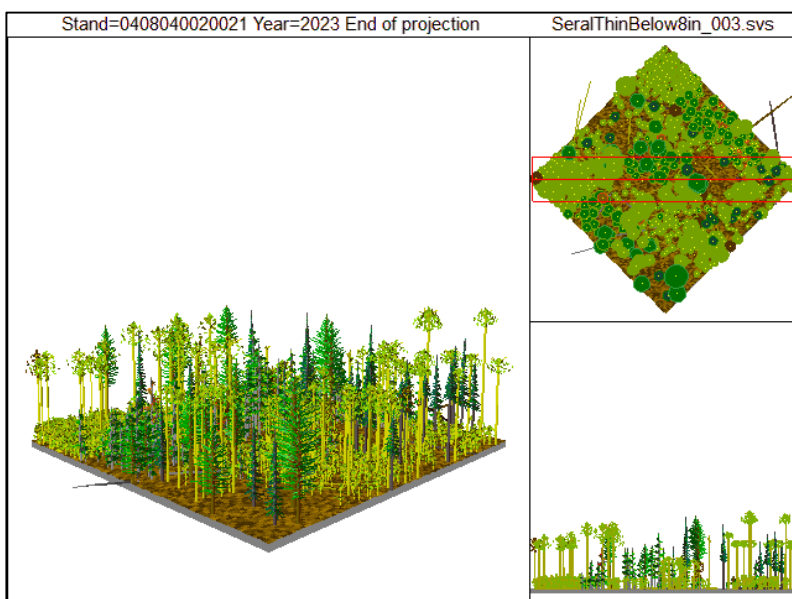 Stand=0408040020021 Year=2023 End of projection
SeralThinBelow8in_003.svs